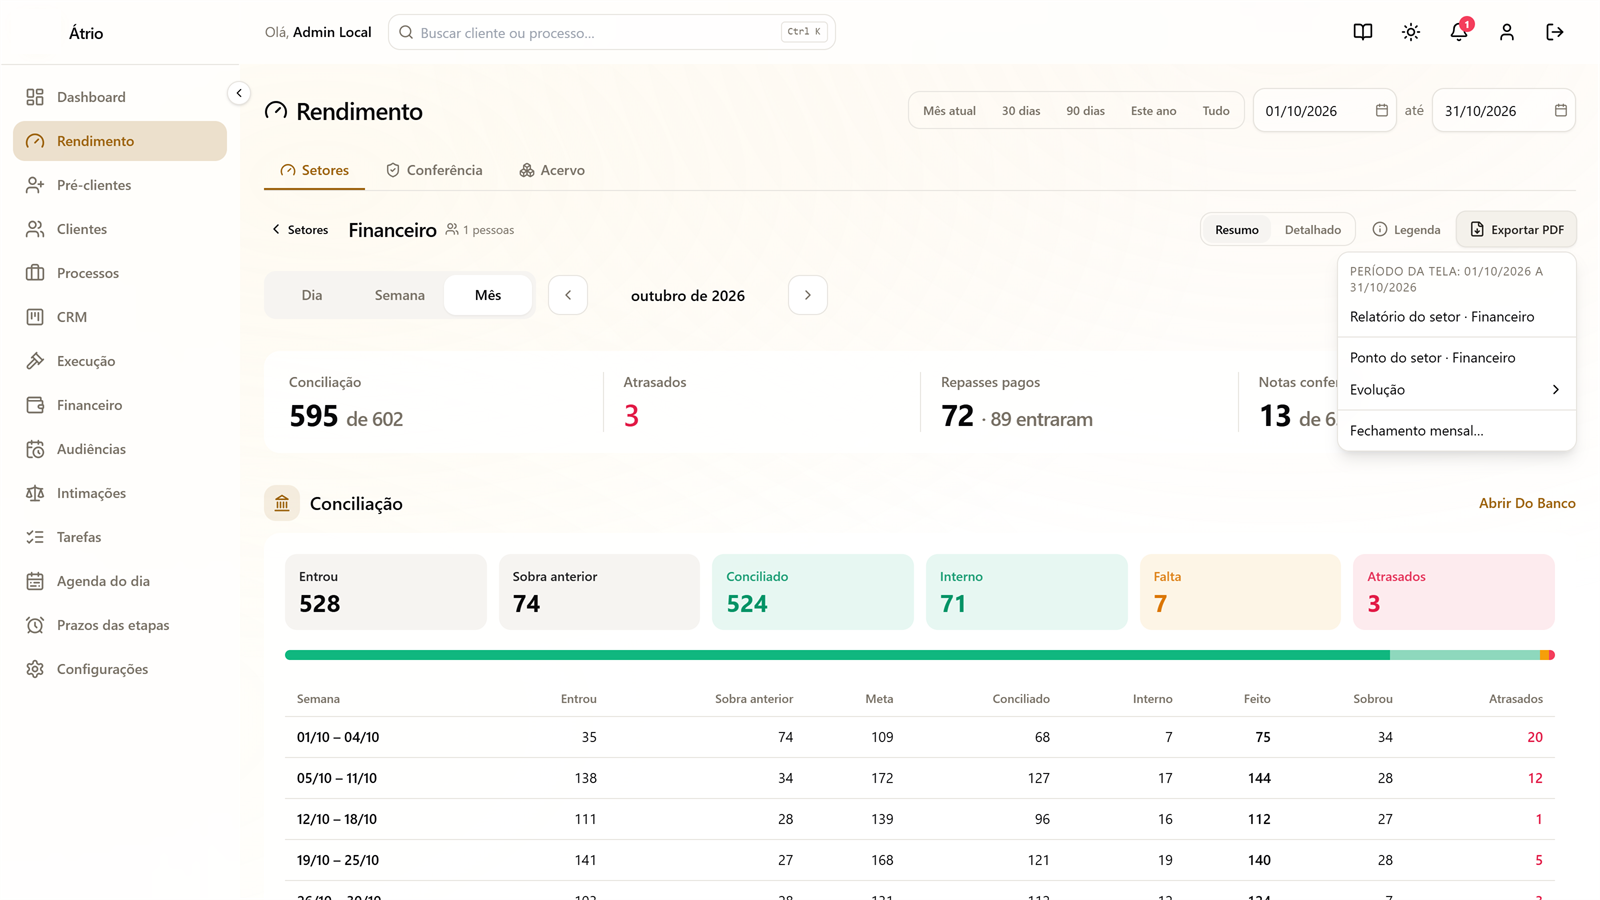 Átrio
Olá, Admin Local
Buscar cliente ou processo...
Ctrl K
1
Dashboard
Rendimento
Pré-clientes
Clientes
Processos
CRM
Execução
Financeiro
Audiências
Intimações
Tarefas
Agenda do dia
Prazos das etapas
Configurações
Rendimento
Mês atual 30 dias 90 dias Este ano Tudo
01/10/2026 até 31/10/2026
Setores Conferência Acervo
Setores Financeiro 1 pessoas
Resumo Detalhado Legenda Exportar PDF
PERÍODO DA TELA: 01/10/2026 A
31/10/2026
Relatório do setor · Financeiro
Ponto do setor · Financeiro
Evolução
Fechamento mensal...
Dia Semana Mês
outubro de 2026
Conciliação
595 de 602
Atrasados
3
Repasses pagos
72 · 89 entraram
Notas
13 de
Conciliação
Abrir Do Banco
Entrou
528
Sobra anterior
74
Conciliado
524
Interno
71
Falta
7
Atrasados
3
Semana Entrou Sobra anterior Meta Conciliado Interno Feito Sobrou Atrasados
01/10 – 04/10 35 74 109 68 7 75 34 20
05/10 – 11/10 138 34 172 127 17 144 28 12
12/10 – 18/10 111 28 139 96 16 112 27 1
19/10 – 25/10 141 27 168 121 19 140 28 5